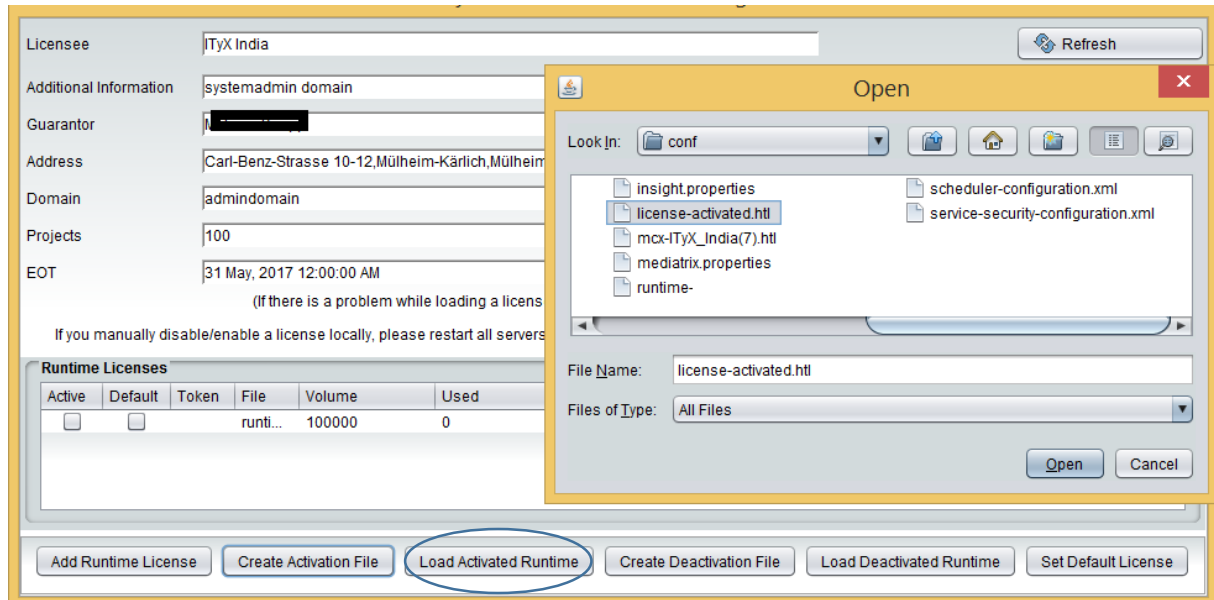 Licensee
ITyX India
Refresh
Additional Information
systemadmin domain
Guarantor
Address
Carl-Benz-Strasse 10-12,Mülheim-Kärlich,Mülheim
Domain
admindomain
Projects
100
EOT
31 May, 2017 12:00:00 AM
(If there is a problem while loading a licens
If you manually disable/enable a license locally, please restart all servers
Runtime Licenses
Active Default Token File Volume Used
runti... 100000 0
Add Runtime License Create Activation File Load Activated Runtime Create Deactivation File Load Deactivated Runtime Set Default License
Open
Look In: conf
insight.properties
license-activated.htl
mcx-ITyX_India(7).htl
mediatrix.properties
runtime-
scheduler-configuration.xml
service-security-configuration.xml
File Name: license-activated.htl
Files of Type: All Files
Open Cancel